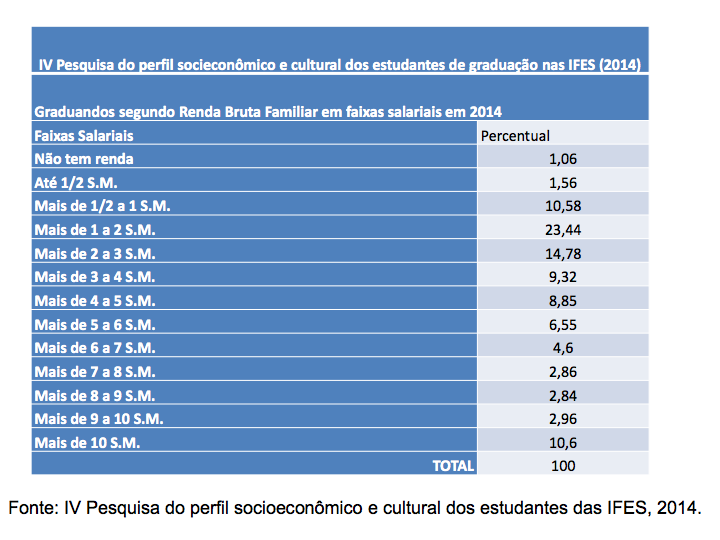 IV Pesquisa do perfil socieconômico e cultural dos estudantes de graduação nas IFES (2014)
Graduandos segundo Renda Bruta Familiar em faixas salariais em 2014
Faixas Salariais Percentual
Não tem renda 1,06
Até 1/2 S.M. 1,56
Mais de 1/2 a 1 S.M. 10,58
Mais de 1 a 2 S.M. 23,44
Mais de 2 a 3 S.M. 14,78
Mais de 3 a 4 S.M. 9,32
Mais de 4 a 5 S.M. 8,85
Mais de 5 a 6 S.M. 6,55
Mais de 6 a 7 S.M. 4,6
Mais de 7 a 8 S.M. 2,86
Mais de 8 a 9 S.M. 2,84
Mais de 9 a 10 S.M. 2,96
Mais de 10 S.M. 10,6
TOTAL 100
Fonte: IV Pesquisa do perfil socioeconômico e cultural dos estudantes das IFES, 2014.